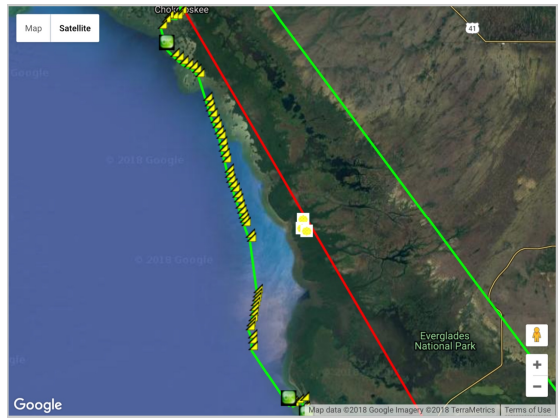 Chokoloskee
Map Satellite
41
Google
© 2018 Google
© 2018 Google
Everglades
National Park
Google
Map data ©2018 Google Imagery ©2018 TerraMetrics Terms of Use